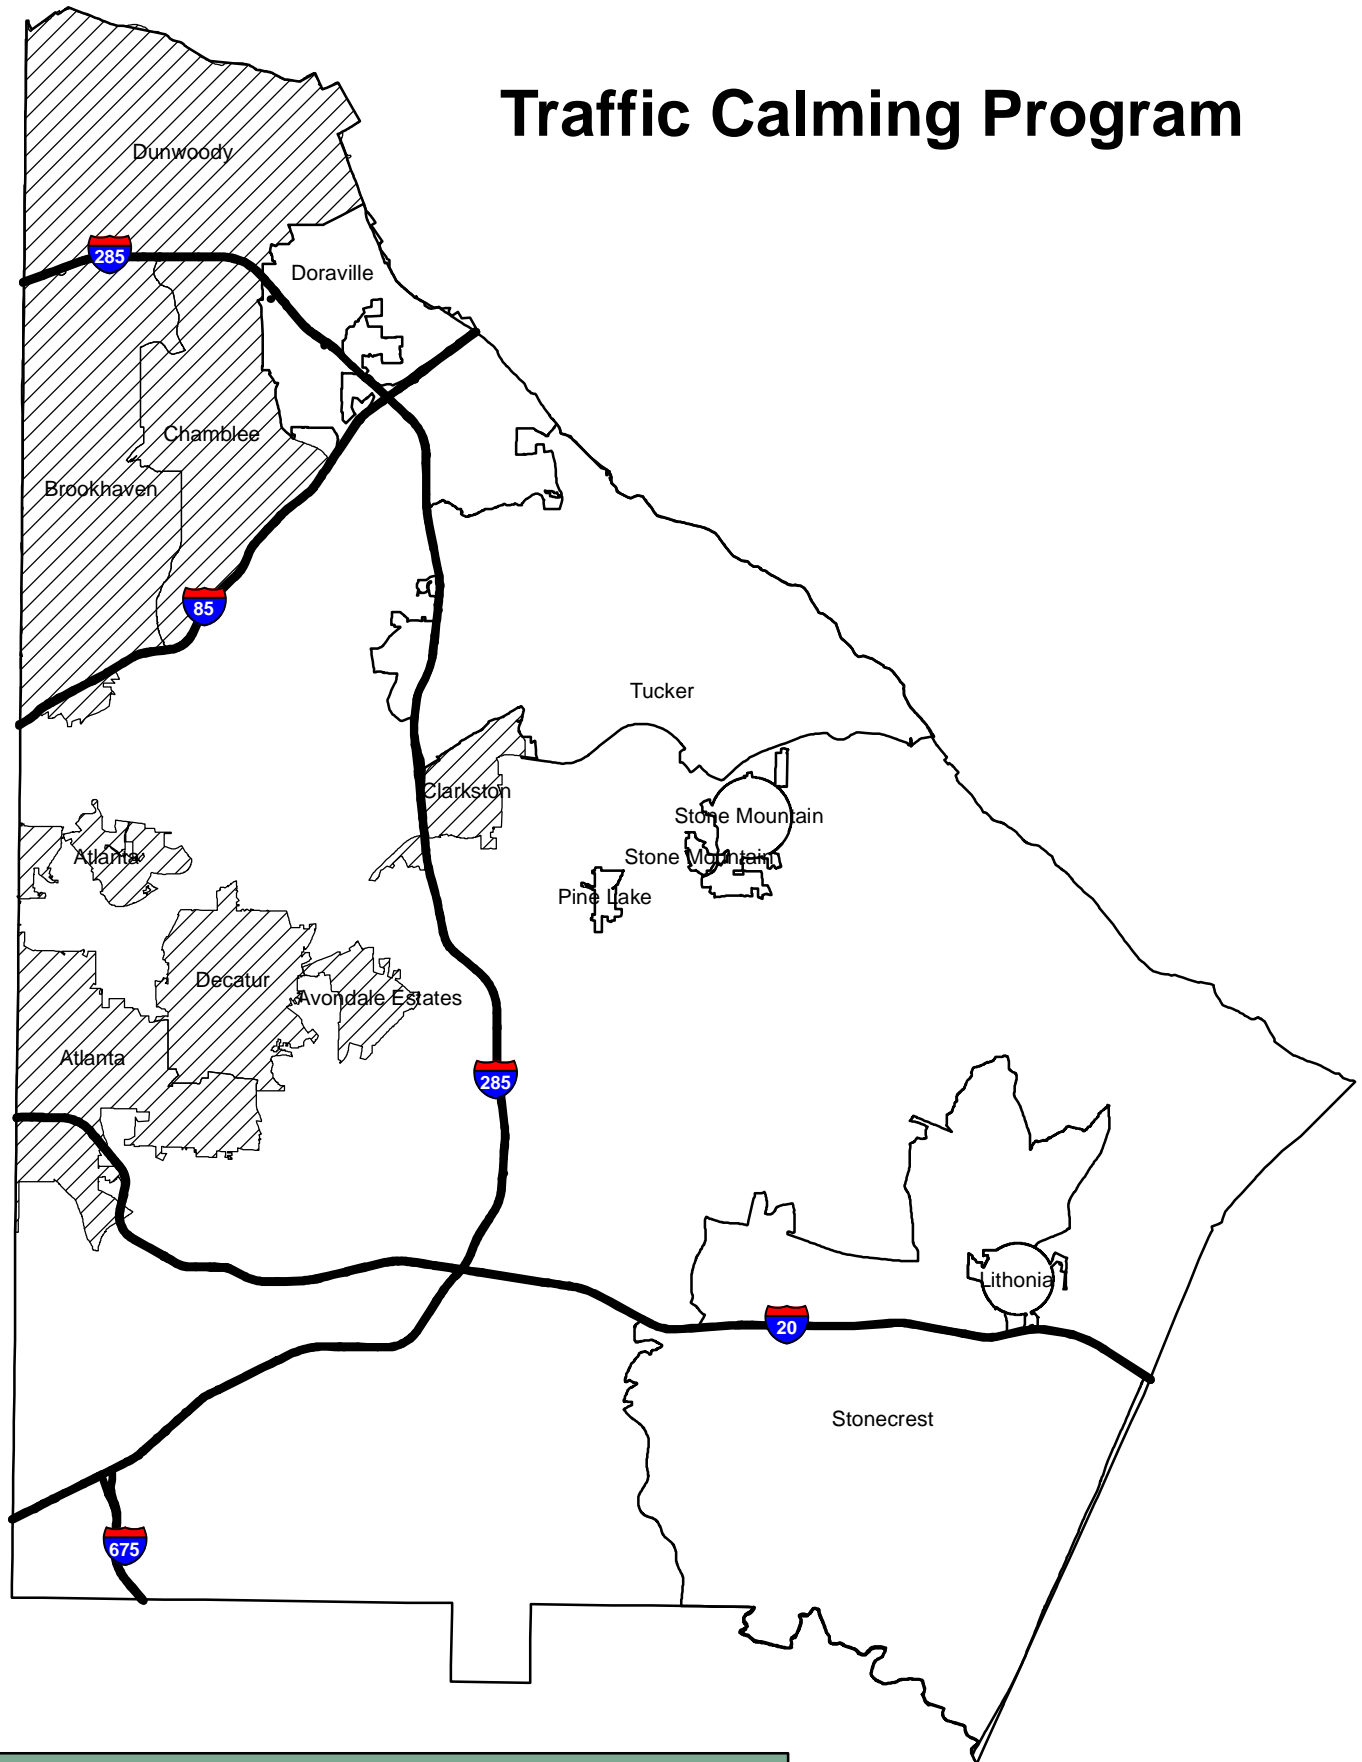 Traffic Calming Program
Dunwoody
285
Doraville
Chamblee
Brookhaven
85
Tucker
Clarkston
Stone Mountain
Atlanta
Stone Mountain
Pine Lake
Decatur
Avondale Estates
Atlanta
285
Lithonia
20
Stonecrest
675